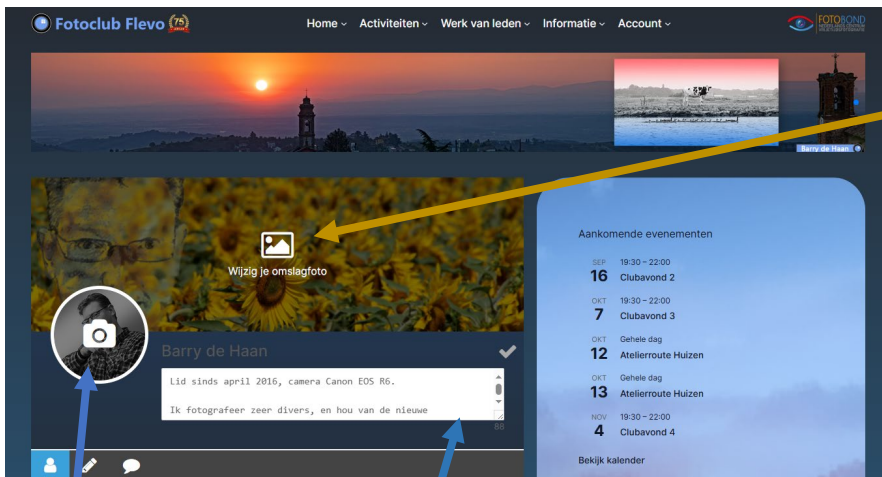 Fotoclub Flevo 75
Home Activiteiten Werk van leden Informatie Account
FOTOBOND
Barry de Haan
Wijzig je omslagfoto
Barry de Haan
Lid sinds april 2016, camera Canon EOS R6.
Ik fotografeer zeer divers, en hou van de nieuwe
88
Aankomende evenementen
SEP 19:30 – 22:00
16 Clubavond 2
OKT 19:30 – 22:00
7 Clubavond 3
OKT Gehele dag
12 Atelierroute Huizen
OKT Gehele dag
13 Atelierroute Huizen
NOV 19:30 – 22:00
4 Clubavond 4
Bekijk kalender